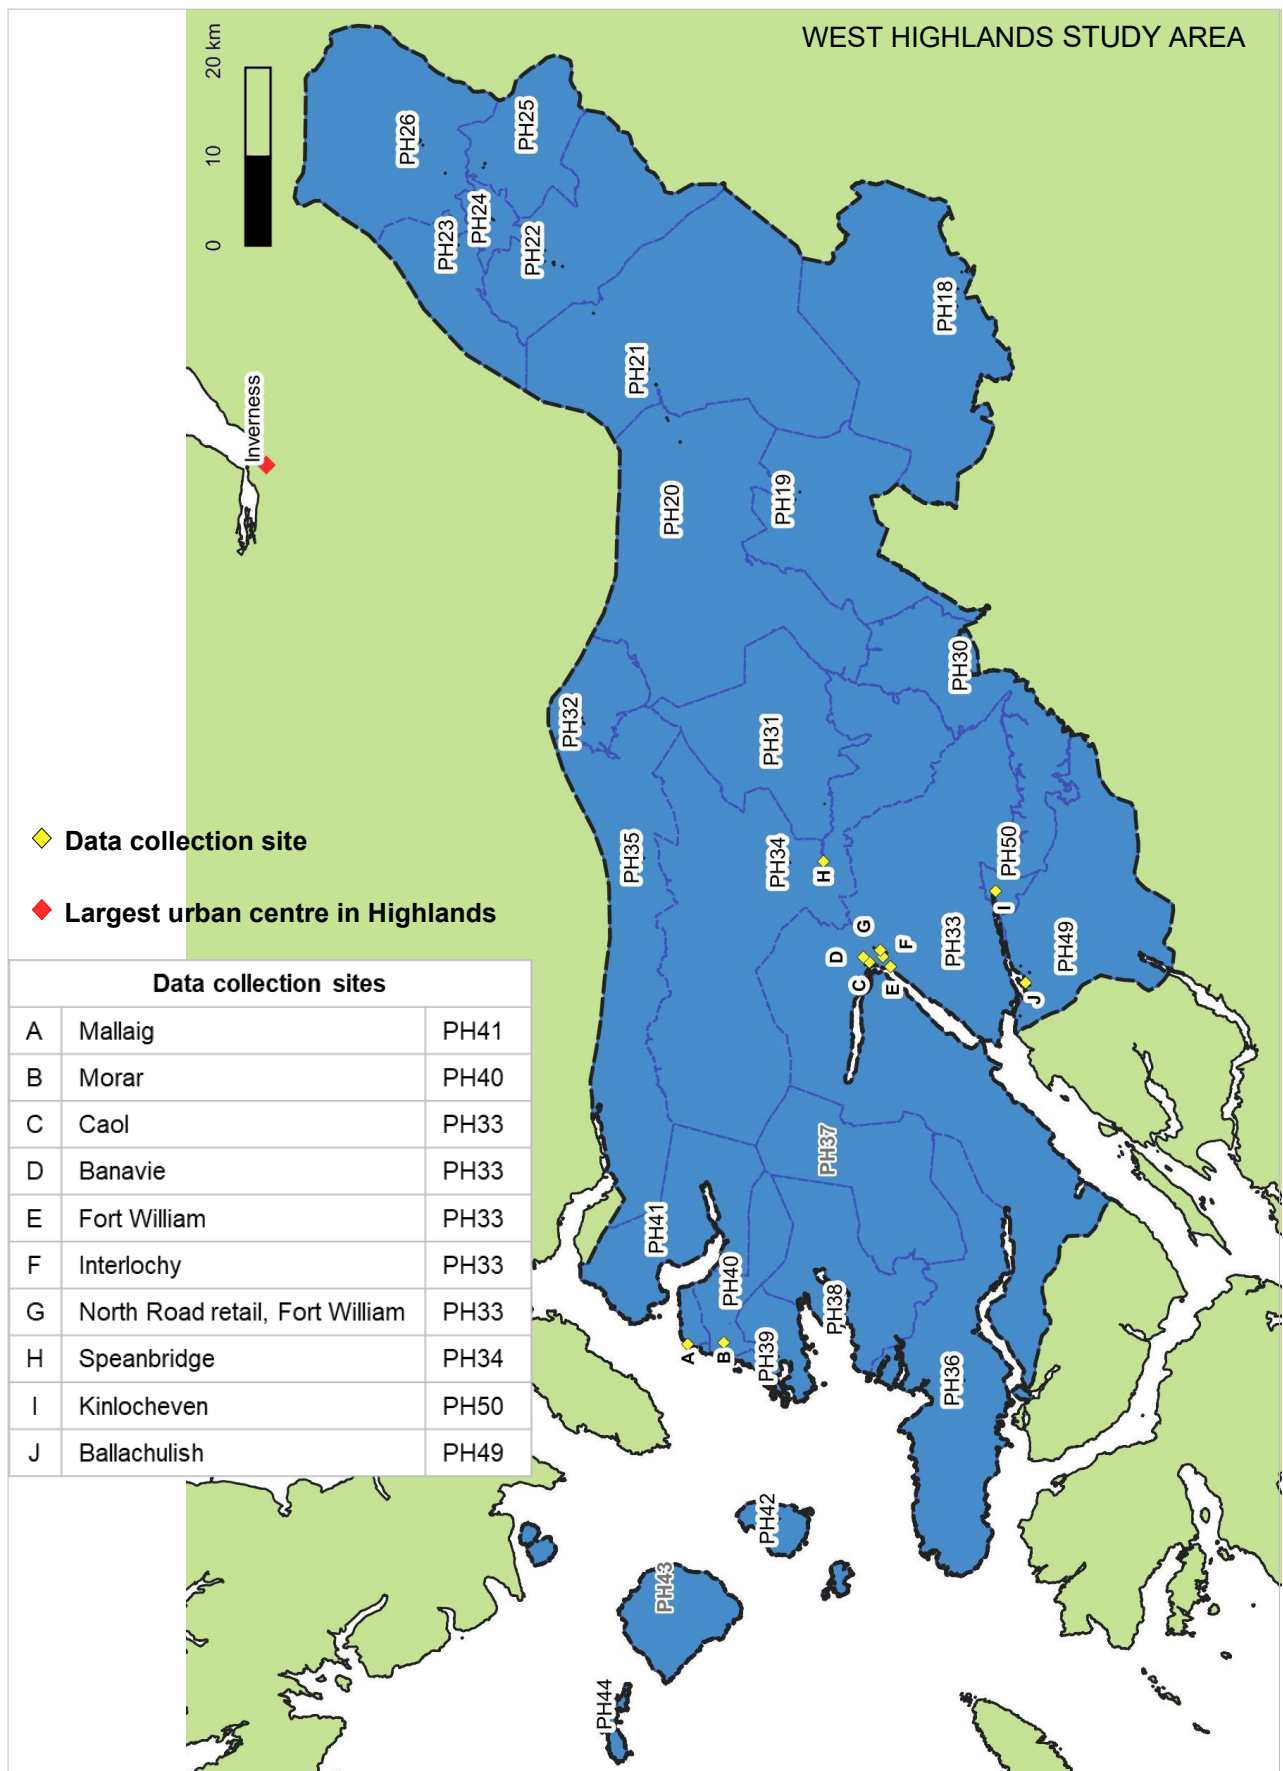 WEST HIGHLANDS STUDY AREA
0 10 20 km
Inverness
PH26
PH25
PH24
PH23
PH22
PH21
PH18
PH20
PH19
PH30
PH32
PH31
PH35
PH34
H
PH50
I
G
D
F
C
E
PH33
PH49
J
PH37
PH41
PH40
PH38
A
B
PH39
PH36
PH42
PH43
PH44
Data collection site
Largest urban centre in Highlands
Data collection sites
A Mallaig PH41
B Morar PH40
C Caol PH33
D Banavie PH33
E Fort William PH33
F Interlochy PH33
G North Road retail, Fort William PH33
H Speanbridge PH34
I Kinlocheven PH50
J Ballachulish PH49